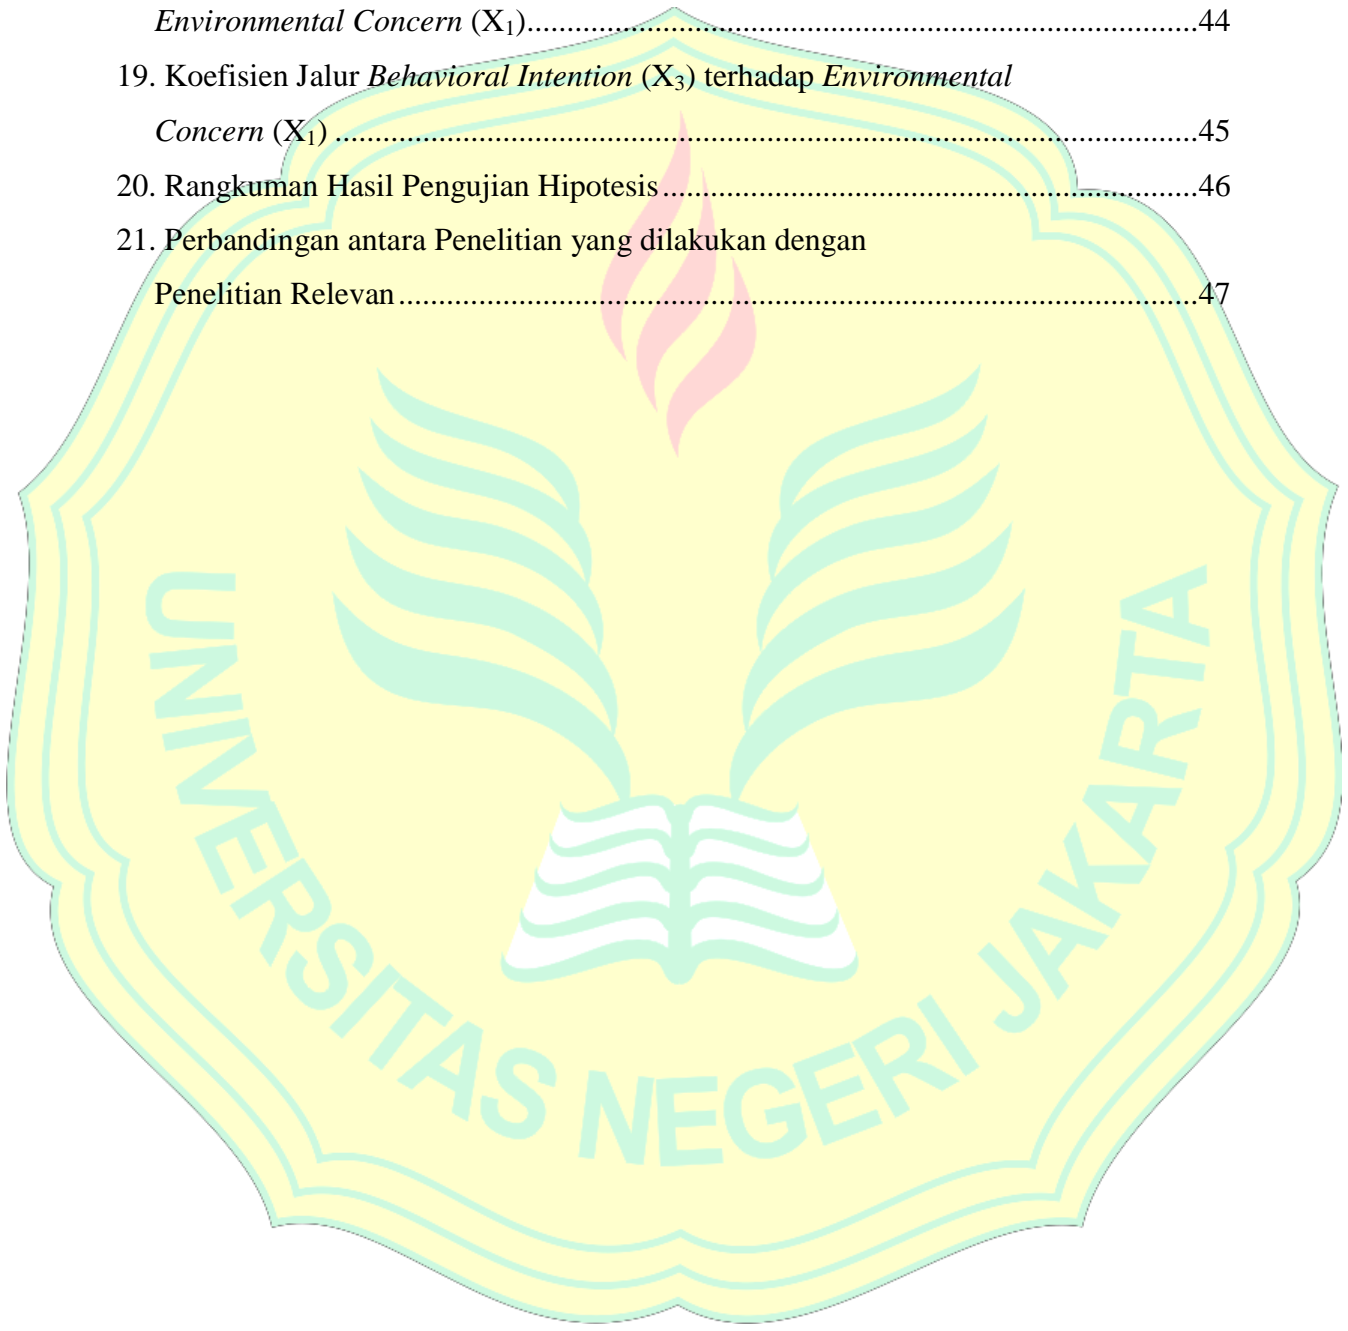 Environmental Concern (X₁)....................................................................................44
19. Koefisien Jalur Behavioral Intention (X₃) terhadap Environmental
Concern (X₁) ............................................................................................................45
20. Rangkuman Hasil Pengujian Hipotesis...................................................................46
21. Perbandingan antara Penelitian yang dilakukan dengan
Penelitian Relevan ....................................................................................................47
UNIVERSITAS NEGERI JAKARTA